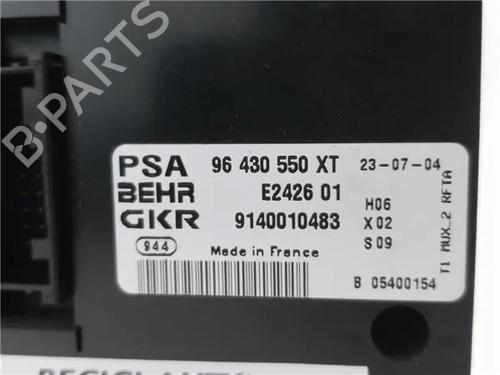 B-PARTS
PSA 96 430 550 XT 23-07-04
BEHR E2426 01 H06
GKR 9140010483 X02
S09
944 Made in France
B 05400154
T1 MUX_2 RFTA